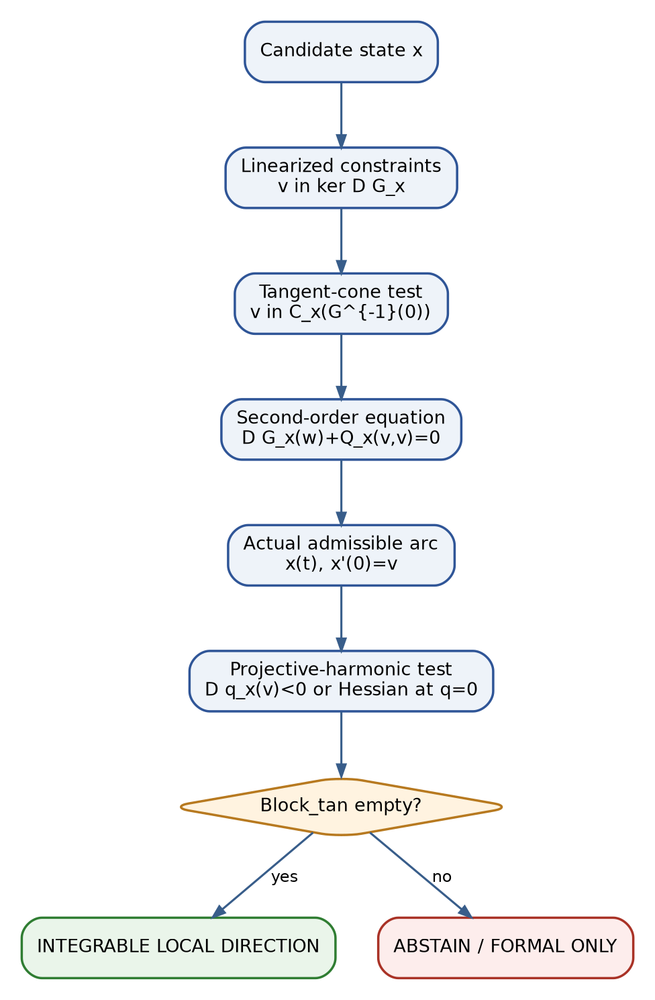 Candidate state x
Linearized constraints
v in ker D G_x
Tangent-cone test
v in C_x(G^{-1}(0))
Second-order equation
D G_x(w)+Q_x(v,v)=0
Actual admissible arc
x(t), x'(0)=v
Projective-harmonic test
D q_x(v)<0 or Hessian at q=0
Block_tan empty?
yes
no
INTEGRABLE LOCAL DIRECTION
ABSTAIN / FORMAL ONLY